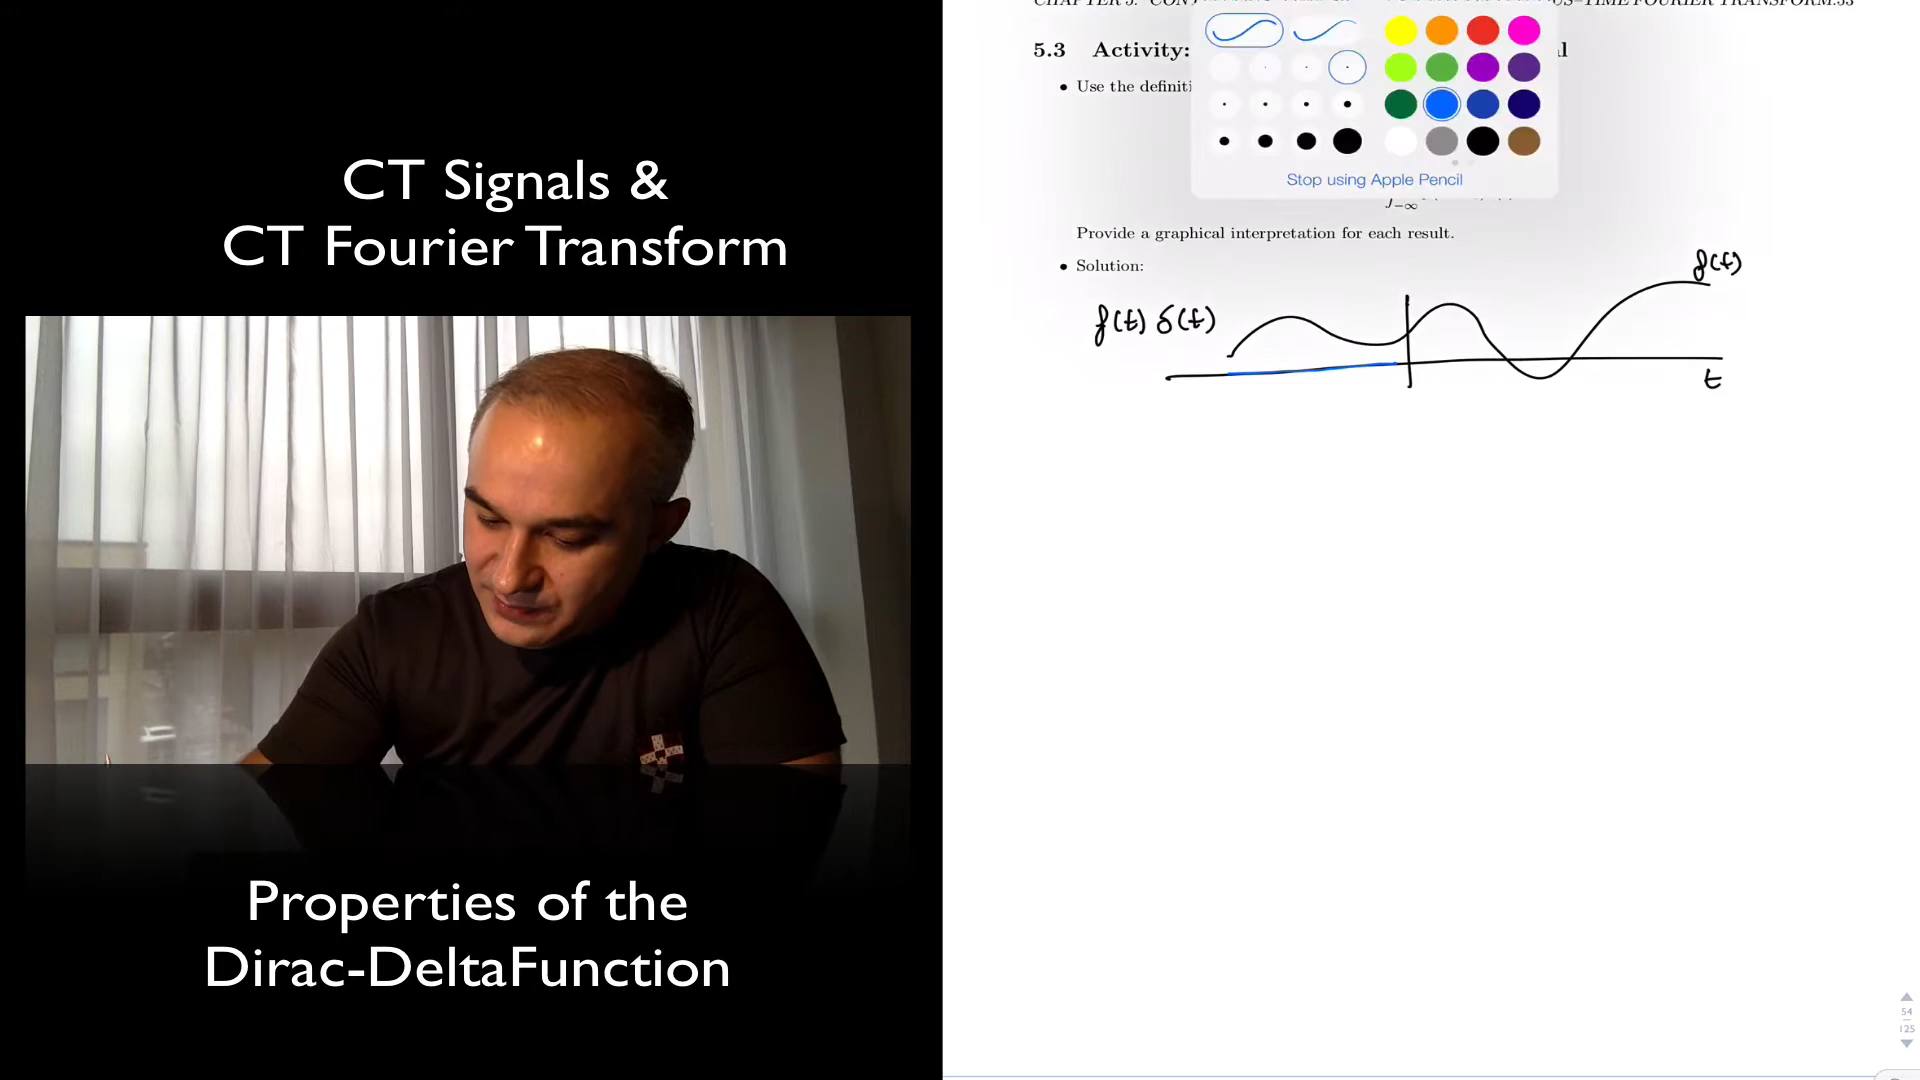 CT Signals &
CT Fourier Transform
Properties of the
Dirac-DeltaFunction
5.3 Activity:
• Use the
Stop using Apple Pencil
∫−∞
Provide a graphical interpretation for each result.
• Solution:
f(t)
f(t) δ(t)
t
54
125